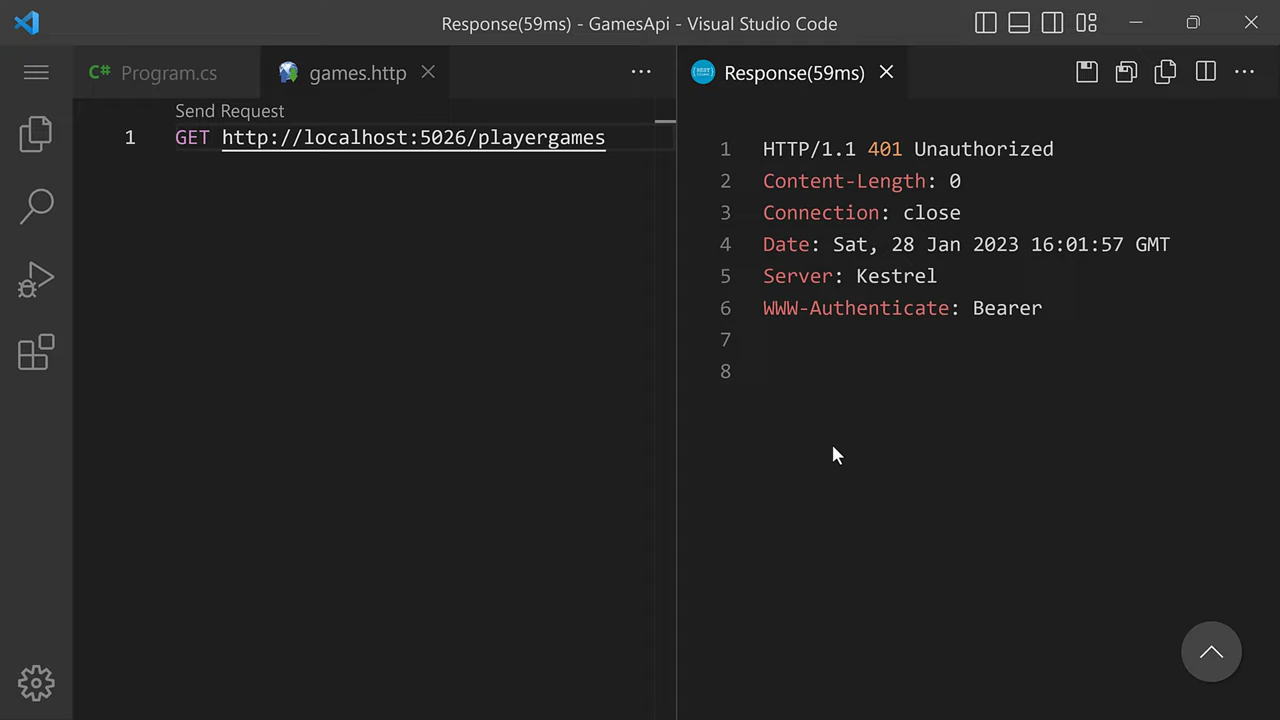 Response(59ms) - GamesApi - Visual Studio Code
C# Program.cs
games.http
Response(59ms)
Send Request
1 GET http://localhost:5026/playergames
1 HTTP/1.1 401 Unauthorized
2 Content-Length: 0
3 Connection: close
4 Date: Sat, 28 Jan 2023 16:01:57 GMT
5 Server: Kestrel
6 WWW-Authenticate: Bearer
7
8